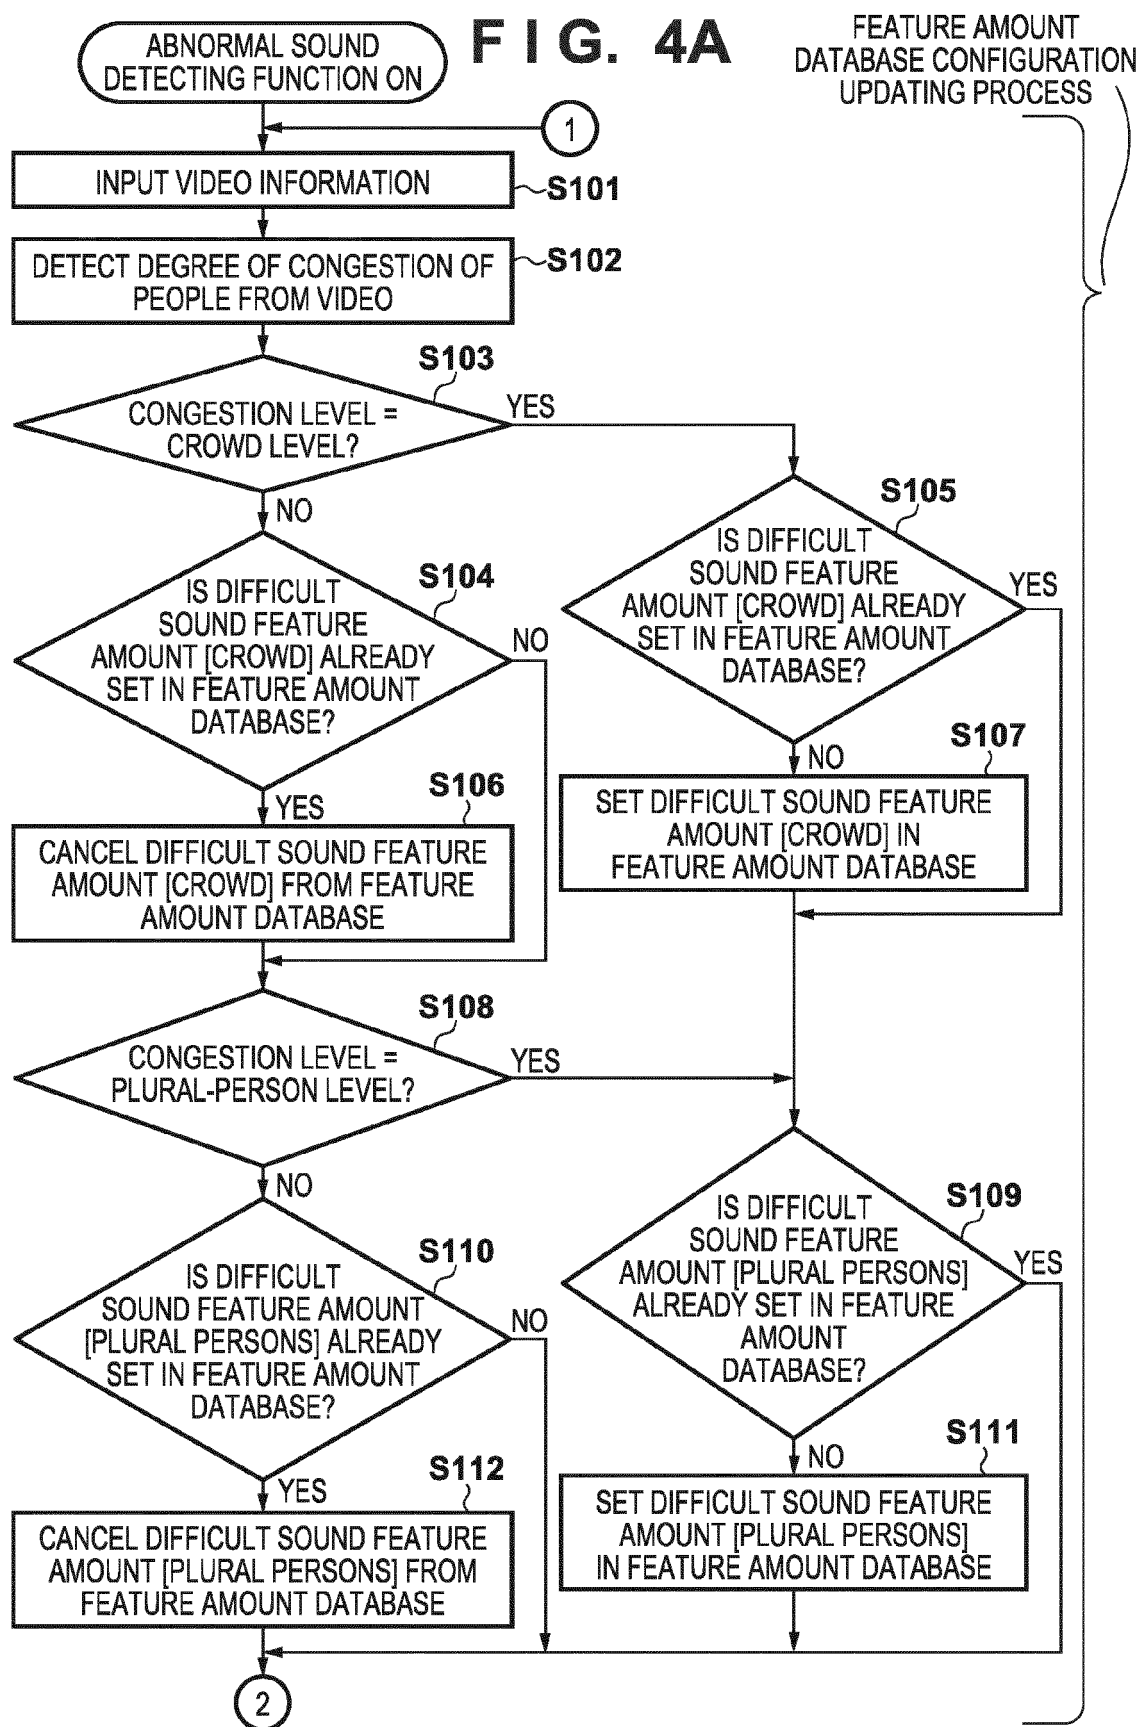 FIG. 4A
FEATURE AMOUNT
DATABASE CONFIGURATION
UPDATING PROCESS
ABNORMAL SOUND
DETECTING FUNCTION ON
1
INPUT VIDEO INFORMATION
S101
DETECT DEGREE OF CONGESTION OF
PEOPLE FROM VIDEO
S102
S103
CONGESTION LEVEL =
CROWD LEVEL?
YES
NO
S104
IS DIFFICULT
SOUND FEATURE
AMOUNT [CROWD] ALREADY
SET IN FEATURE AMOUNT
DATABASE?
NO
YES
S105
IS DIFFICULT
SOUND FEATURE
AMOUNT [CROWD] ALREADY
SET IN FEATURE AMOUNT
DATABASE?
YES
NO
S106
CANCEL DIFFICULT SOUND FEATURE
AMOUNT [CROWD] FROM FEATURE
AMOUNT DATABASE
S107
SET DIFFICULT SOUND FEATURE
AMOUNT [CROWD] IN
FEATURE AMOUNT DATABASE
S108
CONGESTION LEVEL =
PLURAL-PERSON LEVEL?
YES
NO
S109
IS DIFFICULT
SOUND FEATURE
AMOUNT [PLURAL PERSONS]
ALREADY SET IN FEATURE
AMOUNT
DATABASE?
YES
NO
S110
IS DIFFICULT
SOUND FEATURE AMOUNT
[PLURAL PERSONS] ALREADY
SET IN FEATURE AMOUNT
DATABASE?
NO
YES
S111
SET DIFFICULT SOUND FEATURE
AMOUNT [PLURAL PERSONS]
IN FEATURE AMOUNT DATABASE
S112
CANCEL DIFFICULT SOUND FEATURE
AMOUNT [PLURAL PERSONS] FROM
FEATURE AMOUNT DATABASE
2